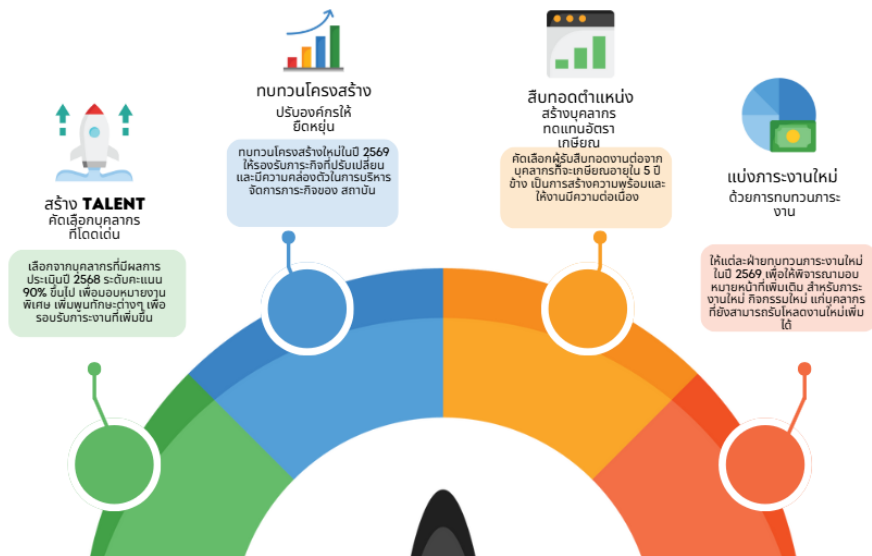 สร้าง TALENT
คัดเลือกบุคลากร
ที่โดดเด่น
เลือกจากบุคลากรที่มีผลการ
ประเมินปี 2568 ระดับคะแนน
90% ขึ้นไป เพื่อมอบหมายงาน
พิเศษ เพิ่มพูนทักษะต่างๆ เพื่อ
รอบรับภาระงานที่เพิ่มขึ้น
ทบทวนโครงสร้าง
ปรับองค์กรให้
ยืดหยุ่น
ทบทวนโครงสร้างใหม่ในปี 2569
ให้รองรับภาระกิจที่ปรับเปลี่ยน
และมีความคล่องตัวในการบริหาร
จัดการภาระกิจของ สถาบัน
สืบทอดตำแหน่ง
สร้างบุคลากร
ทดแทนอัตรา
เกษียณ
คัดเลือกผู้รับสืบทอดงานต่อจาก
บุคลากรที่จะเกษียณอายุใน 5 ปี
ข้าง เป็นการสร้างความพร้อมและ
ให้งานมีความต่อเนื่อง
แบ่งภาระงานใหม่
ด้วยการทบทวนภาระ
งาน
ให้แต่ละฝ่ายทบทวนภาระงานใหม่
ในปี 2569 เพื่อให้พิจารณามอบ
หมายหน้าที่เพิ่มเติม สำหรับภาระ
งานใหม่ กิจกรรมใหม่ แก่บุคลากร
ที่ยังสามารถรับโหลดงานใหม่เพิ่ม
ได้